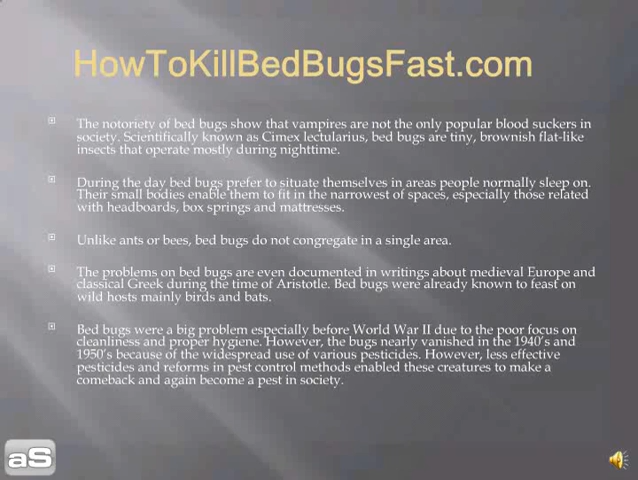 HowToKillBedBugsFast.com
The notoriety of bed bugs show that vampires are not the only popular blood suckers in
society. Scientifically known as Cimex lectularius, bed bugs are tiny, brownish flat-like
insects that operate mostly during nighttime.
During the day bed bugs prefer to situate themselves in areas people normally sleep on.
Their small bodies enable them to fit in the narrowest of spaces, especially those related
with headboards, box springs and mattresses.
Unlike ants or bees, bed bugs do not congregate in a single area.
The problems on bed bugs are even documented in writings about medieval Europe and
classical Greek during the time of Aristotle. Bed bugs were already known to feast on
wild hosts mainly birds and bats.
Bed bugs were a big problem especially before World War II due to the poor focus on
cleanliness and proper hygiene. However, the bugs nearly vanished in the 1940's and
1950's because of the widespread use of various pesticides. However, less effective
pesticides and reforms in pest control methods enabled these creatures to make a
comeback and again become a pest in society.
aS